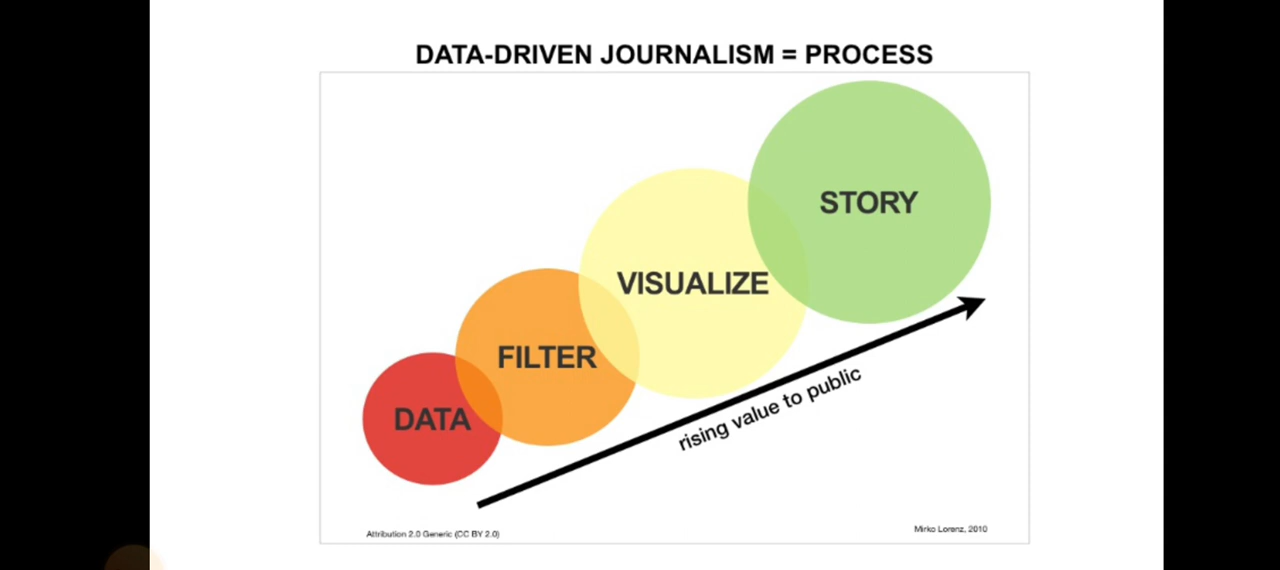 DATA-DRIVEN JOURNALISM = PROCESS
STORY
VISUALIZE
FILTER
DATA
rising value to public
Attribution 2.0 Generic (CC BY 2.0)
Mirko Lorenz, 2010